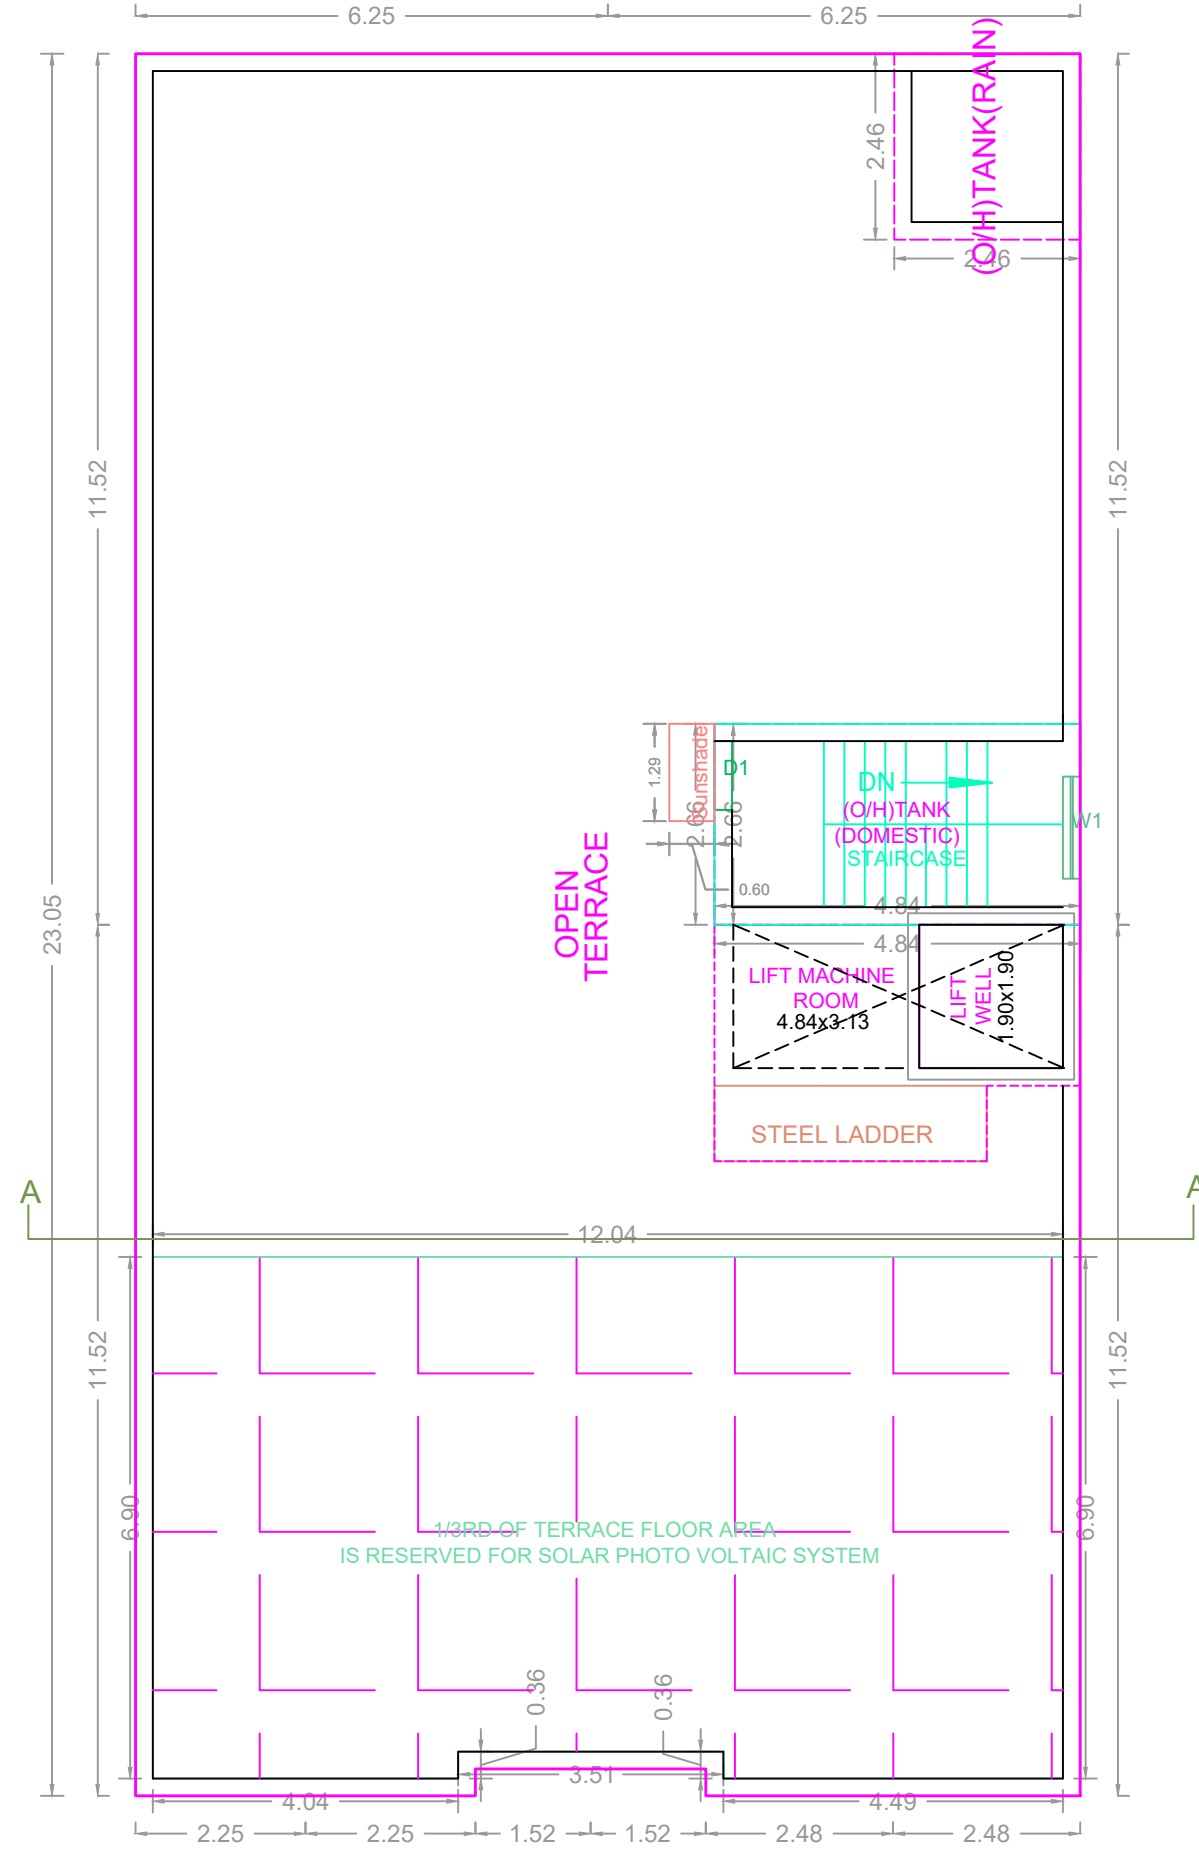 6.25
6.25
(O/H)TANK(RAIN)
2.46
2.46
11.52
11.52
23.05
Sunshade
1.29
2.66
2.66
D1
DN
(O/H)TANK
(DOMESTIC)
STAIRCASE
W1
0.60
4.84
4.84
OPEN
TERRACE
LIFT MACHINE
ROOM
4.84x3.13
LIFT
WELL
1.90x1.90
STEEL LADDER
A
A
12.04
11.52
11.52
6.90
6.90
1/3RD OF TERRACE FLOOR AREA
IS RESERVED FOR SOLAR PHOTO VOLTAIC SYSTEM
0.36
0.36
3.51
4.04
4.49
2.25
2.25
1.52
1.52
2.48
2.48